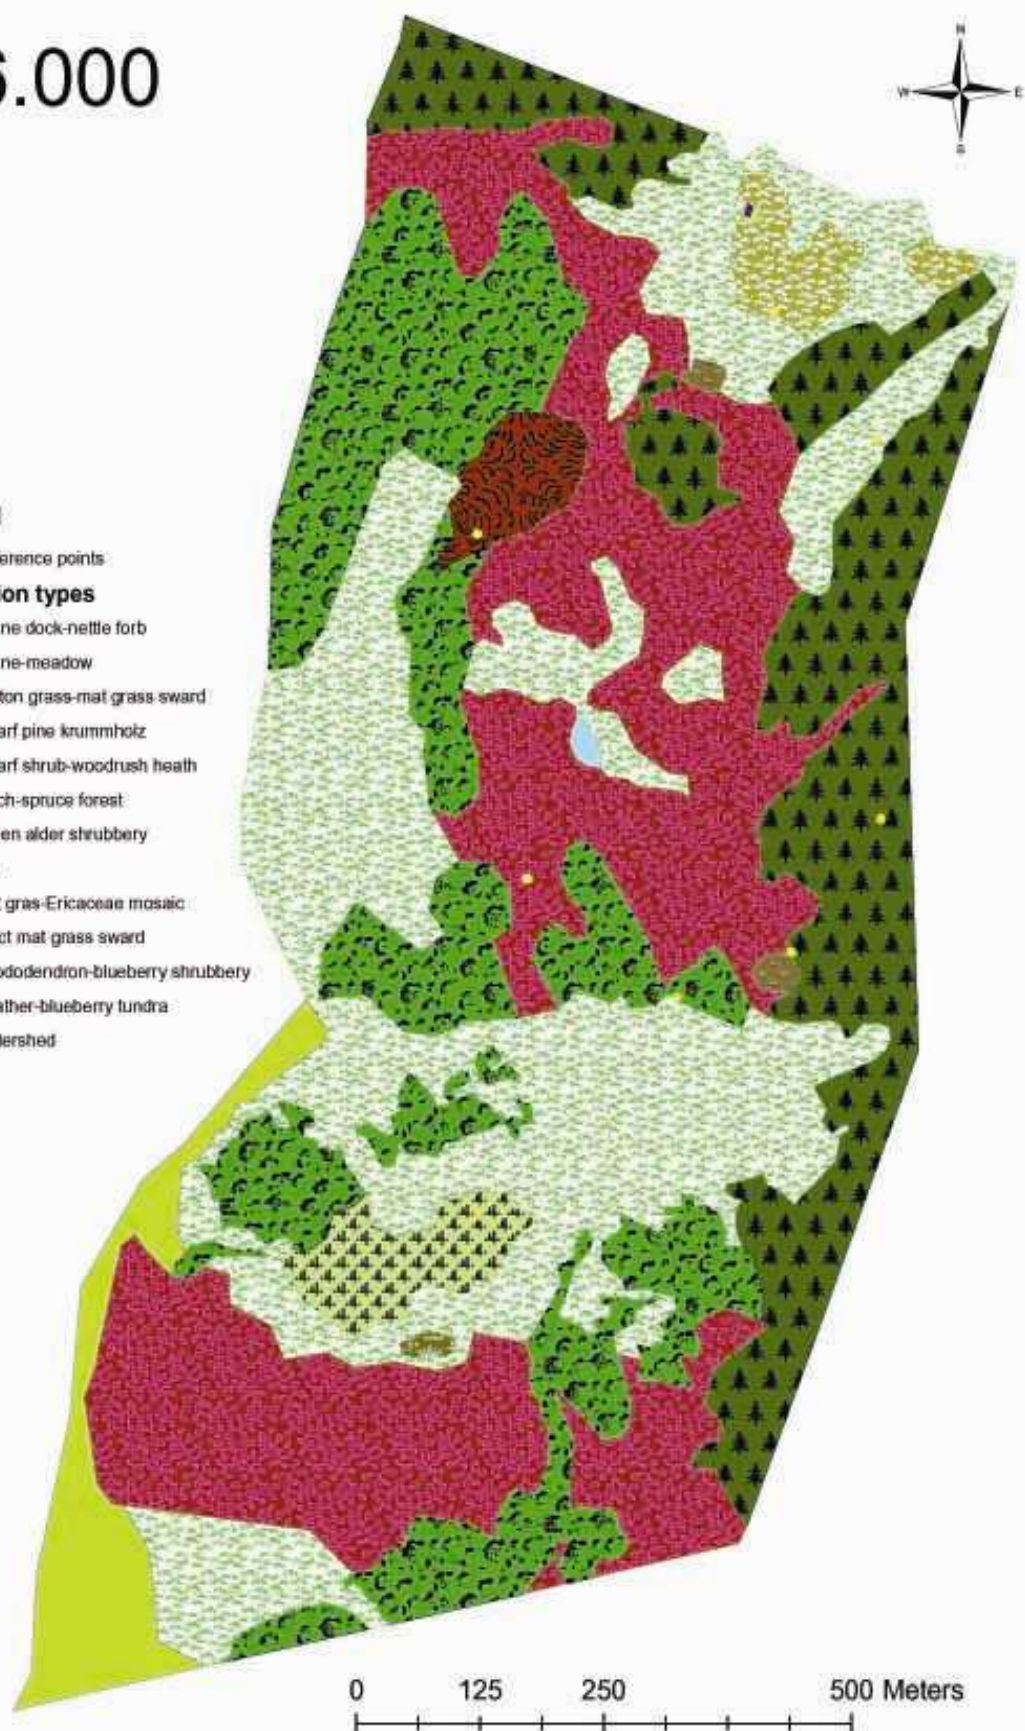 6.000
N
W E
S
erence points
ion types
ne dock-nettle forb
ne-meadow
ton grass-mat grass sward
arf pine krummholz
arf shrub-woodrush heath
ch-spruce forest
en alder shrubbery
gras-Ericaceae mosaic
ct mat grass sward
ododendron-blueberry shrubbery
ather-blueberry tundra
tershed
0 125 250 500 Meters